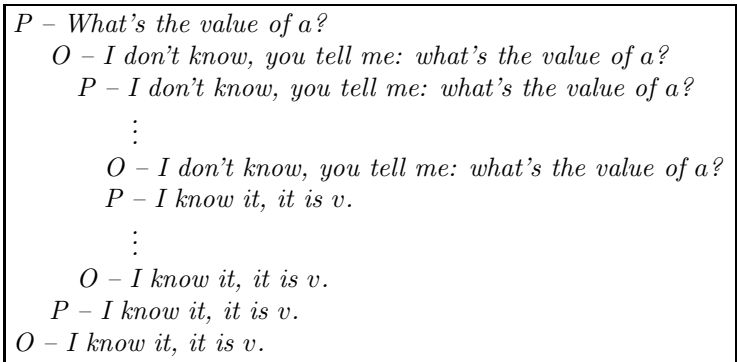 P – What's the value of a?
O – I don't know, you tell me: what's the value of a?
P – I don't know, you tell me: what's the value of a?
⋮
O – I don't know, you tell me: what's the value of a?
P – I know it, it is v.
⋮
O – I know it, it is v.
P – I know it, it is v.
O – I know it, it is v.